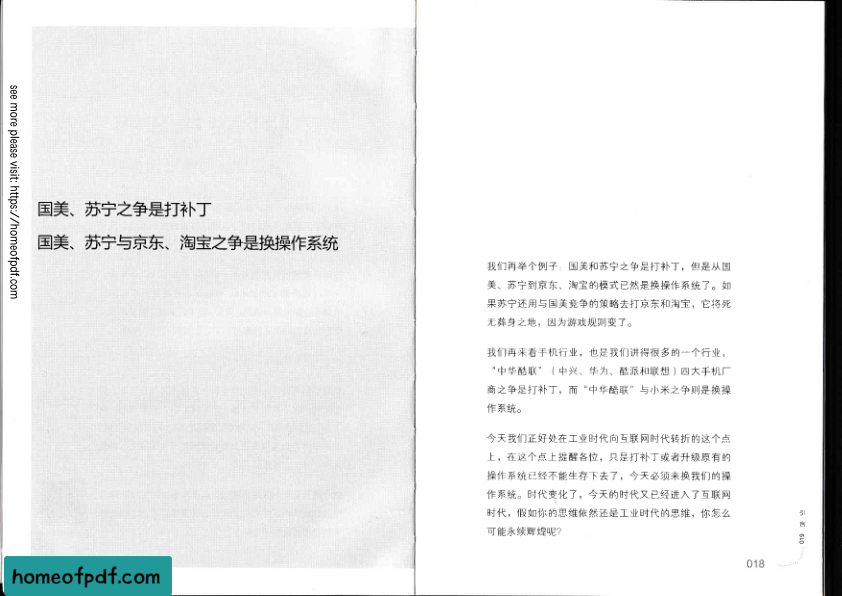 see more please visit: https://homeofpdf.com
国美、苏宁之争是打补丁
国美、苏宁与京东、淘宝之争是换操作系统
我们再举个例子：国美和苏宁之争是打补丁，但是从国
美、苏宁到京东、淘宝的模式已然是换操作系统了。如
果苏宁还用与国美竞争的策略去打京东和淘宝，它将死
无葬身之地，因为游戏规则变了。
我们再来看手机行业，也是我们讲得很多的一个行业。
“中华酷联”（中兴、华为、酷派和联想）四大手机厂
商之争是打补丁，而“中华酷联”与小米之争则是换操
作系统。
今天我们正好处在工业时代向互联网时代转折的这个点
上，在这个点上提醒各位，只是打补丁或者升级原有的
操作系统已经不能生存下去了，今天必须来换我们的操
作系统。时代变化了，今天的时代又已经进入了互联网
时代，假如你的思维依然还是工业时代的思维，你怎么
可能永续辉煌呢？
引言 019
018
homeofpdf.com